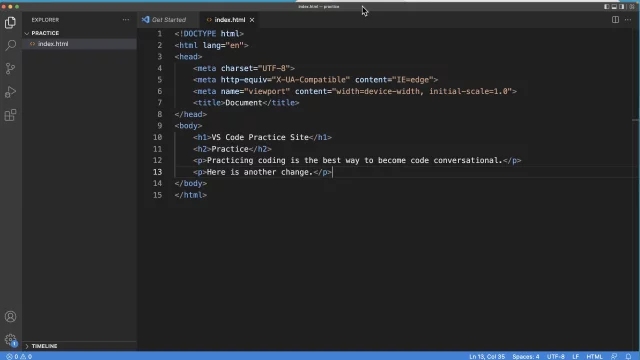 index.html — practice
EXPLORER
PRACTICE
<> index.html
Get Started
<> index.html
1 <!DOCTYPE html>
2 <html lang="en">
3 <head>
4 <meta charset="UTF-8">
5 <meta http-equiv="X-UA-Compatible" content="IE=edge">
6 <meta name="viewport" content="width=device-width, initial-scale=1.0">
7 <title>Document</title>
8 </head>
9 <body>
10 <h1>VS Code Practice Site</h1>
11 <h2>Practice</h2>
12 <p>Practicing coding is the best way to become code conversational.</p>
13 <p>Here is another change.</p>
14 </body>
15 </html>
TIMELINE
0 0
Ln 13, Col 35 Spaces: 4 UTF-8 LF HTML